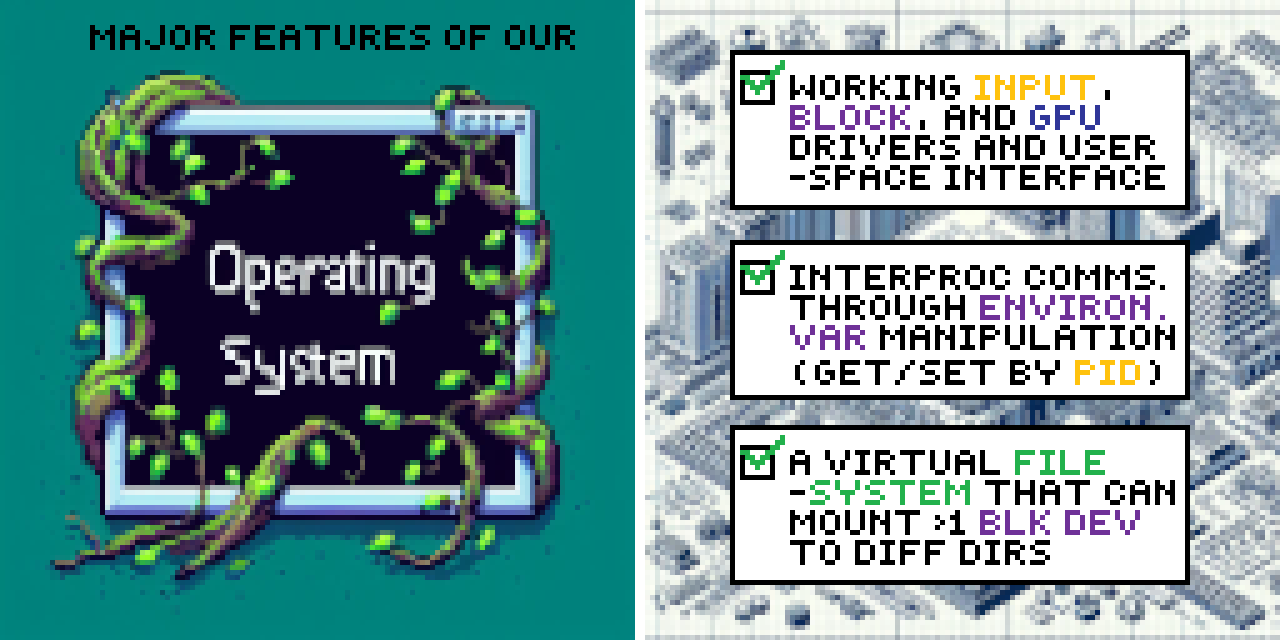 MAJOR FEATURES OF OUR
Operating
System
WORKING INPUT,
BLOCK, AND GPU
DRIVERS AND USER
-SPACE INTERFACE
INTERPROC COMMS.
THROUGH ENVIRON.
VAR MANIPULATION
(GET/SET BY PID)
A VIRTUAL FILE
-SYSTEM THAT CAN
MOUNT >1 BLK DEV
TO DIFF DIRS